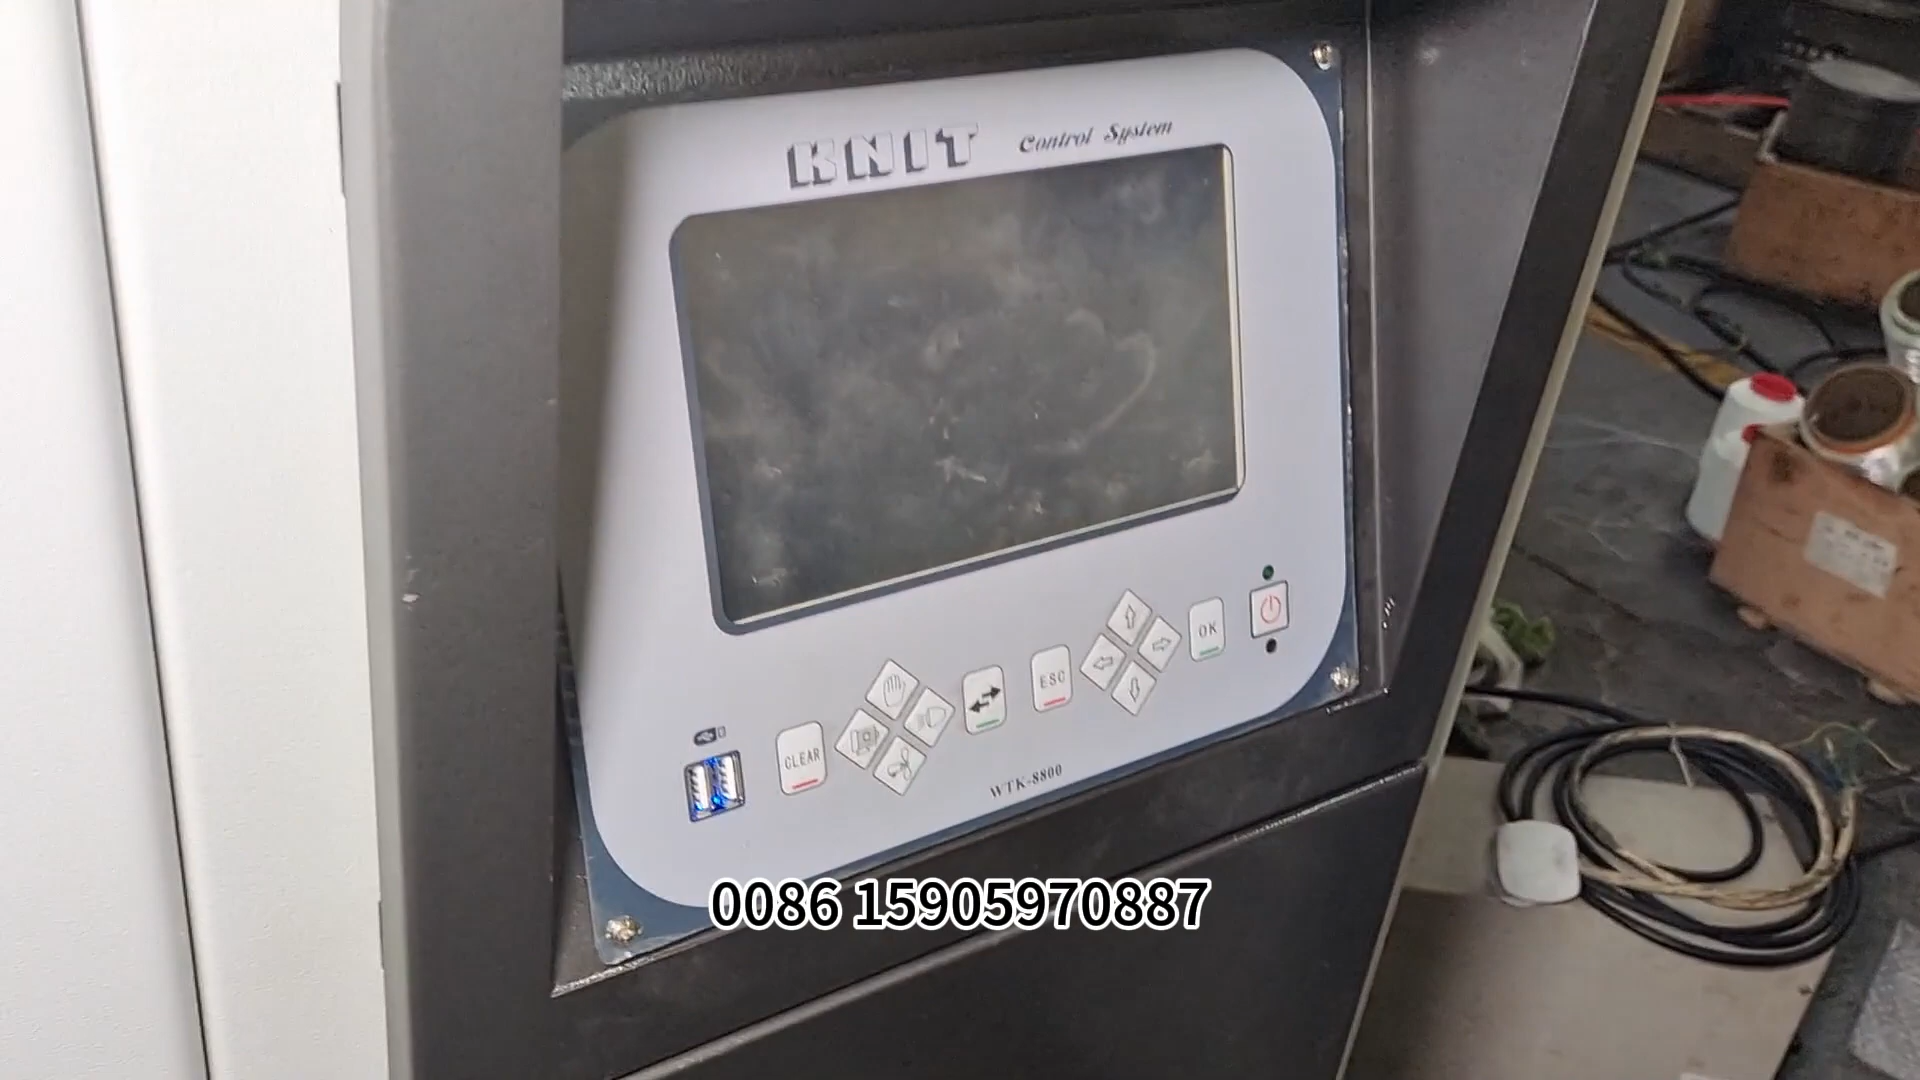 KNIT Control System
OK
ESC
CLEAR
WTK-8800
0086 15905970887